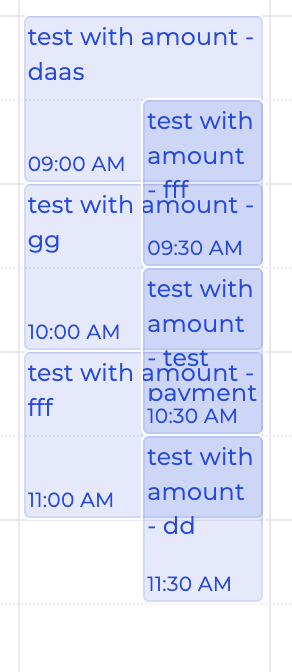 test with amount -
daas
09:00 AM
test with
amount
- fff
09:30 AM
test with amount -
gg
10:00 AM
test with
amount
- test
payment
10:30 AM
test with amount -
fff
11:00 AM
test with
amount
- dd
11:30 AM